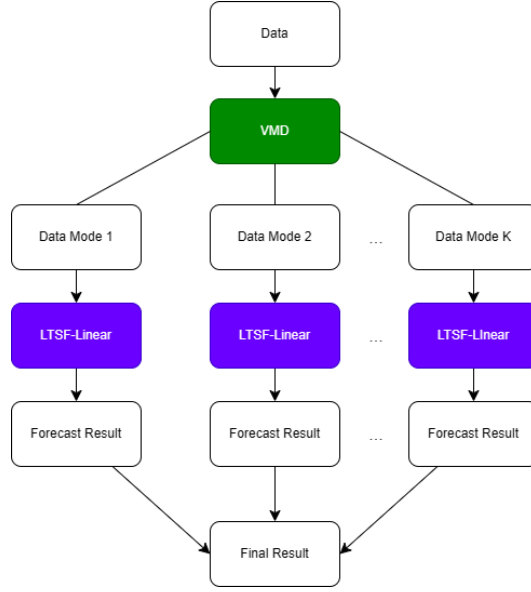 Data
VMD
Data Mode 1
Data Mode 2
...
Data Mode K
LTSF-Linear
LTSF-Linear
...
LTSF-LInear
Forecast Result
Forecast Result
...
Forecast Result
Final Result